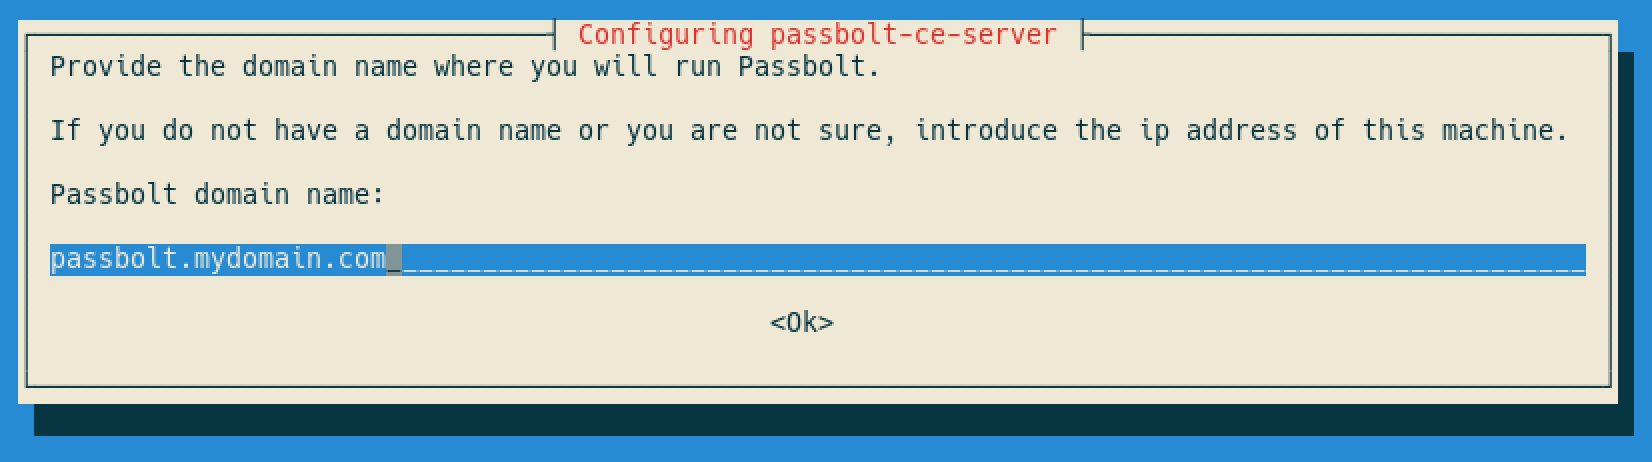 Configuring passbolt-ce-server
Provide the domain name where you will run Passbolt.
If you do not have a domain name or you are not sure, introduce the ip address of this machine.
Passbolt domain name:
passbolt.mydomain.com
<Ok>